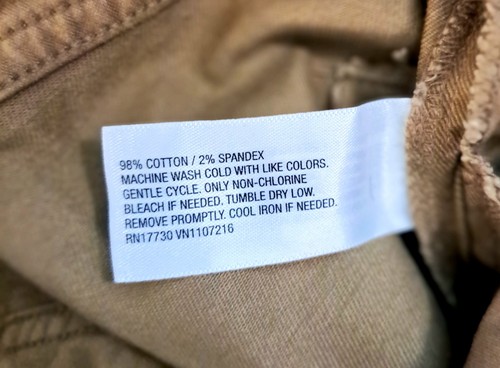 98% COTTON / 2% SPANDEX
MACHINE WASH COLD WITH LIKE COLORS.
GENTLE CYCLE. ONLY NON-CHLORINE
BLEACH IF NEEDED. TUMBLE DRY LOW.
REMOVE PROMPTLY. COOL IRON IF NEEDED.
RN17730 VN1107216